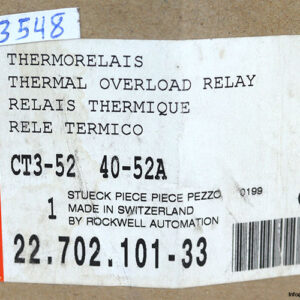 3548
THERMORELAIS
THERMAL OVERLOAD RELAY
RELAIS THERMIQUE
RELE TERMICO
CT3-52 40-52A
STUECK PIECE PIECE PEZZO 0199
1 MADE IN SWITZERLAND
BY ROCKWELL AUTOMATION
22.702.101-33